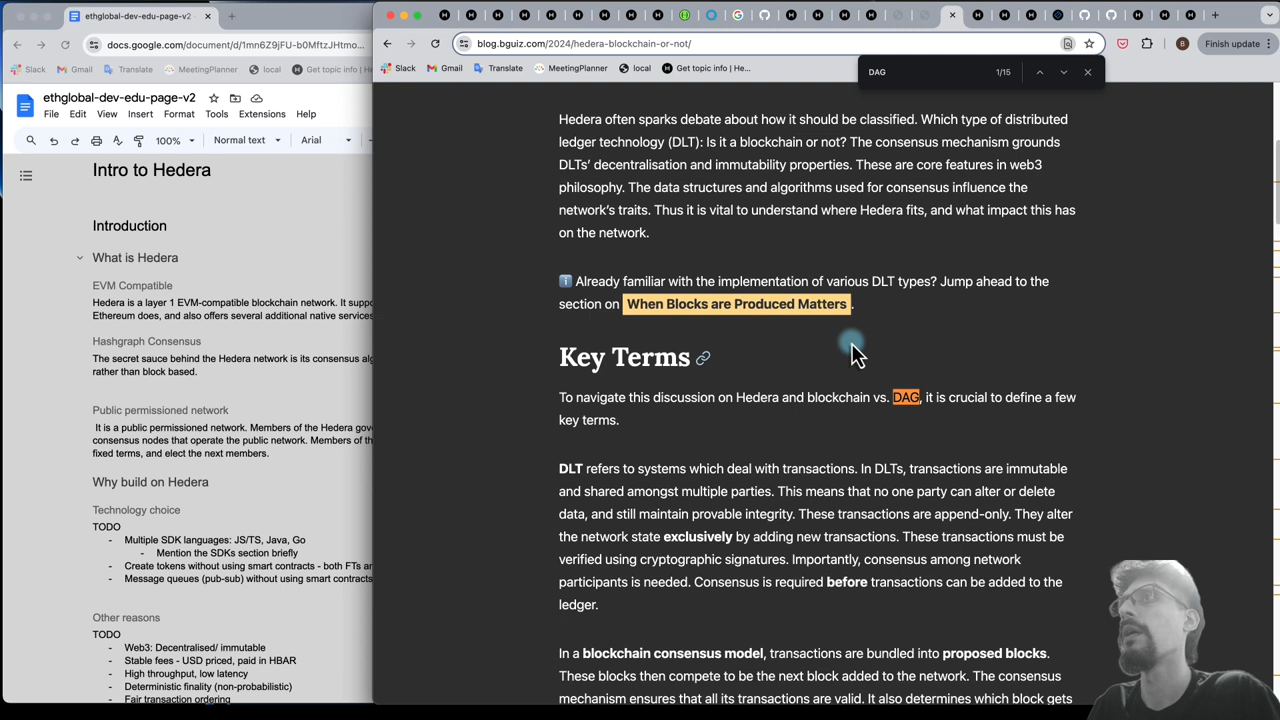 ethglobal-dev-edu-page-v2
docs.google.com/document/d/1mn6Z9jFU-b0MftzJHtmo...
Slack
Gmail
Translate
MeetingPlanner
local
Get topic info | He
ethglobal-dev-edu-page-v2
File Edit View Insert Format Tools Extensions Help
100% Normal text Arial
Intro to Hedera
Introduction
What is Hedera
EVM Compatible
Hedera is a layer 1 EVM-compatible blockchain network. It suppo
Ethereum does, and also offers several additional native services
Hashgraph Consensus
The secret sauce behind the Hedera network is its consensus alg
rather than block based.
Public permissioned network
It is a public permissioned network. Members of the Hedera gov
consensus nodes that operate the public network. Members of th
fixed terms, and elect the next members.
Why build on Hedera
Technology choice
TODO
- Multiple SDK languages: JS/TS, Java, Go
- Mention the SDKs section briefly
- Create tokens without using smart contracts - both FTs ar
- Message queues (pub-sub) without using smart contracts
Other reasons
TODO
- Web3: Decentralised/ immutable
- Stable fees - USD priced, paid in HBAR
- High throughput, low latency
- Deterministic finality (non-probabilistic)
- Fair transaction ordering
blog.bguiz.com/2024/hedera-blockchain-or-not/
B
Finish update
Slack
Gmail
Translate
MeetingPlanner
local
Get topic info | He...
DAG 1/15
Hedera often sparks debate about how it should be classified. Which type of distributed
ledger technology (DLT): Is it a blockchain or not? The consensus mechanism grounds
DLTs' decentralisation and immutability properties. These are core features in web3
philosophy. The data structures and algorithms used for consensus influence the
network's traits. Thus it is vital to understand where Hedera fits, and what impact this has
on the network.
Already familiar with the implementation of various DLT types? Jump ahead to the
section on When Blocks are Produced Matters.
Key Terms
To navigate this discussion on Hedera and blockchain vs. DAG, it is crucial to define a few
key terms.
DLT refers to systems which deal with transactions. In DLTs, transactions are immutable
and shared amongst multiple parties. This means that no one party can alter or delete
data, and still maintain provable integrity. These transactions are append-only. They alter
the network state exclusively by adding new transactions. These transactions must be
verified using cryptographic signatures. Importantly, consensus among network
participants is needed. Consensus is required before transactions can be added to the
ledger.
In a blockchain consensus model, transactions are bundled into proposed blocks.
These blocks then compete to be the next block added to the network. The consensus
mechanism ensures that all its transactions are valid. It also determines which block gets